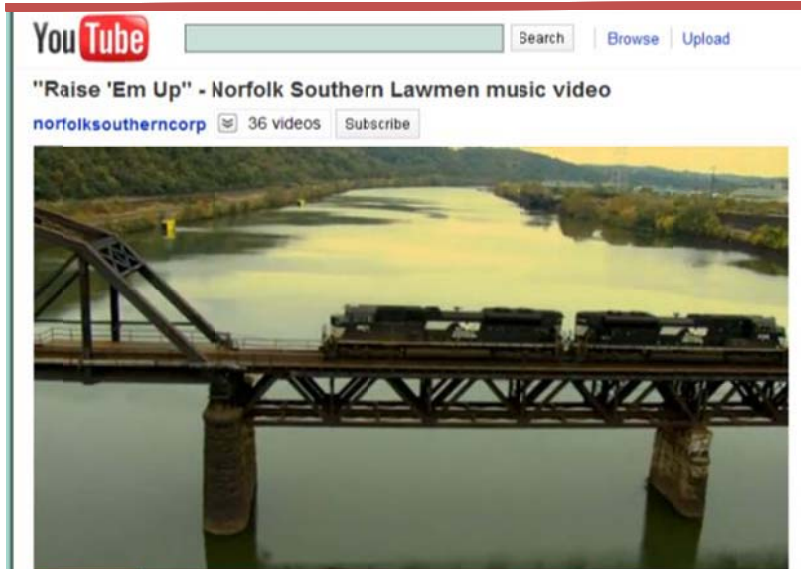 YouTube Search Browse Upload
"Raise 'Em Up" - Norfolk Southern Lawmen music video
norfolksoutherncorp 36 videos Subscribe